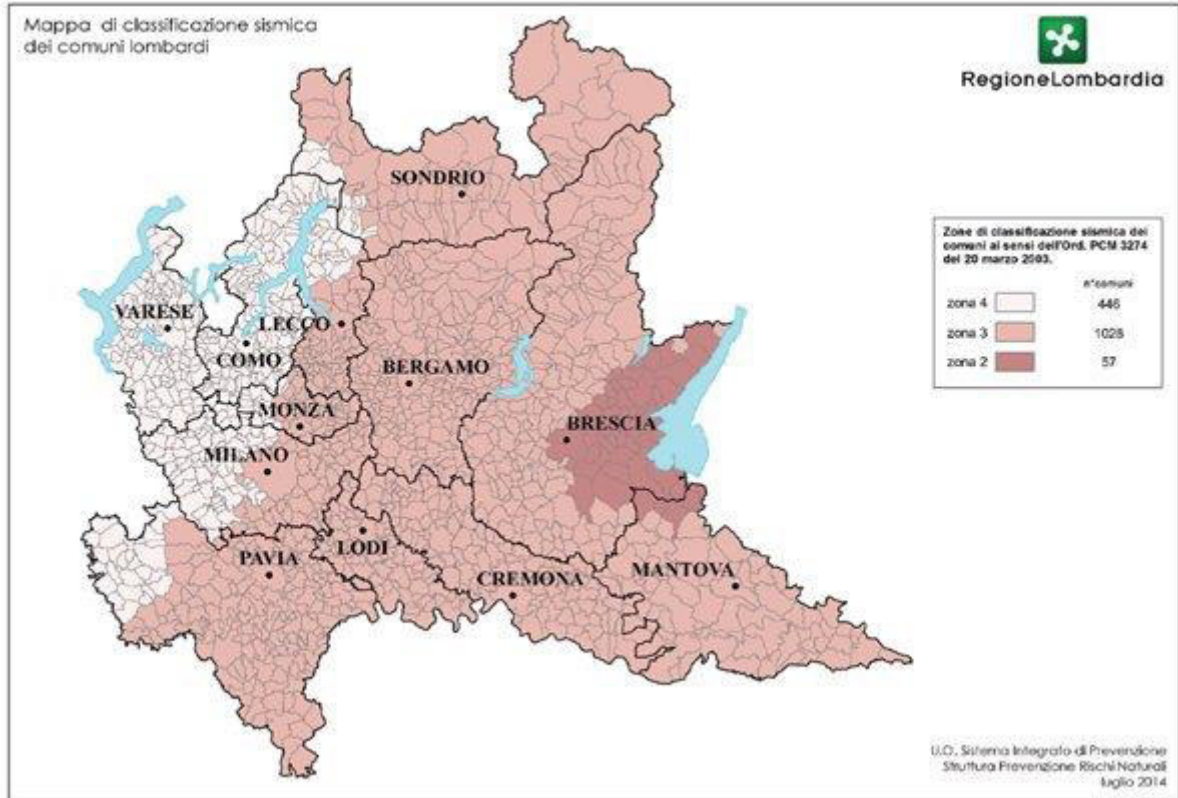 Mappa di classificazione sismica
dei comuni lombardi
RegioneLombardia
SONDRIO
VARESE
LECCO
COMO
BERGAMO
MONZA
BRESCIA
MILANO
LODI
PAVIA
CREMONA
MANTOVA
Zone di classificazione sismica dei
comuni ai sensi dell'Ord. PCM 3274
del 20 marzo 2003.
n°comuni
zona 4 446
zona 3 1028
zona 2 57
U.O. Sistema Integrato di Prevenzione
Struttura Prevenzione Rischi Naturali
luglio 2014